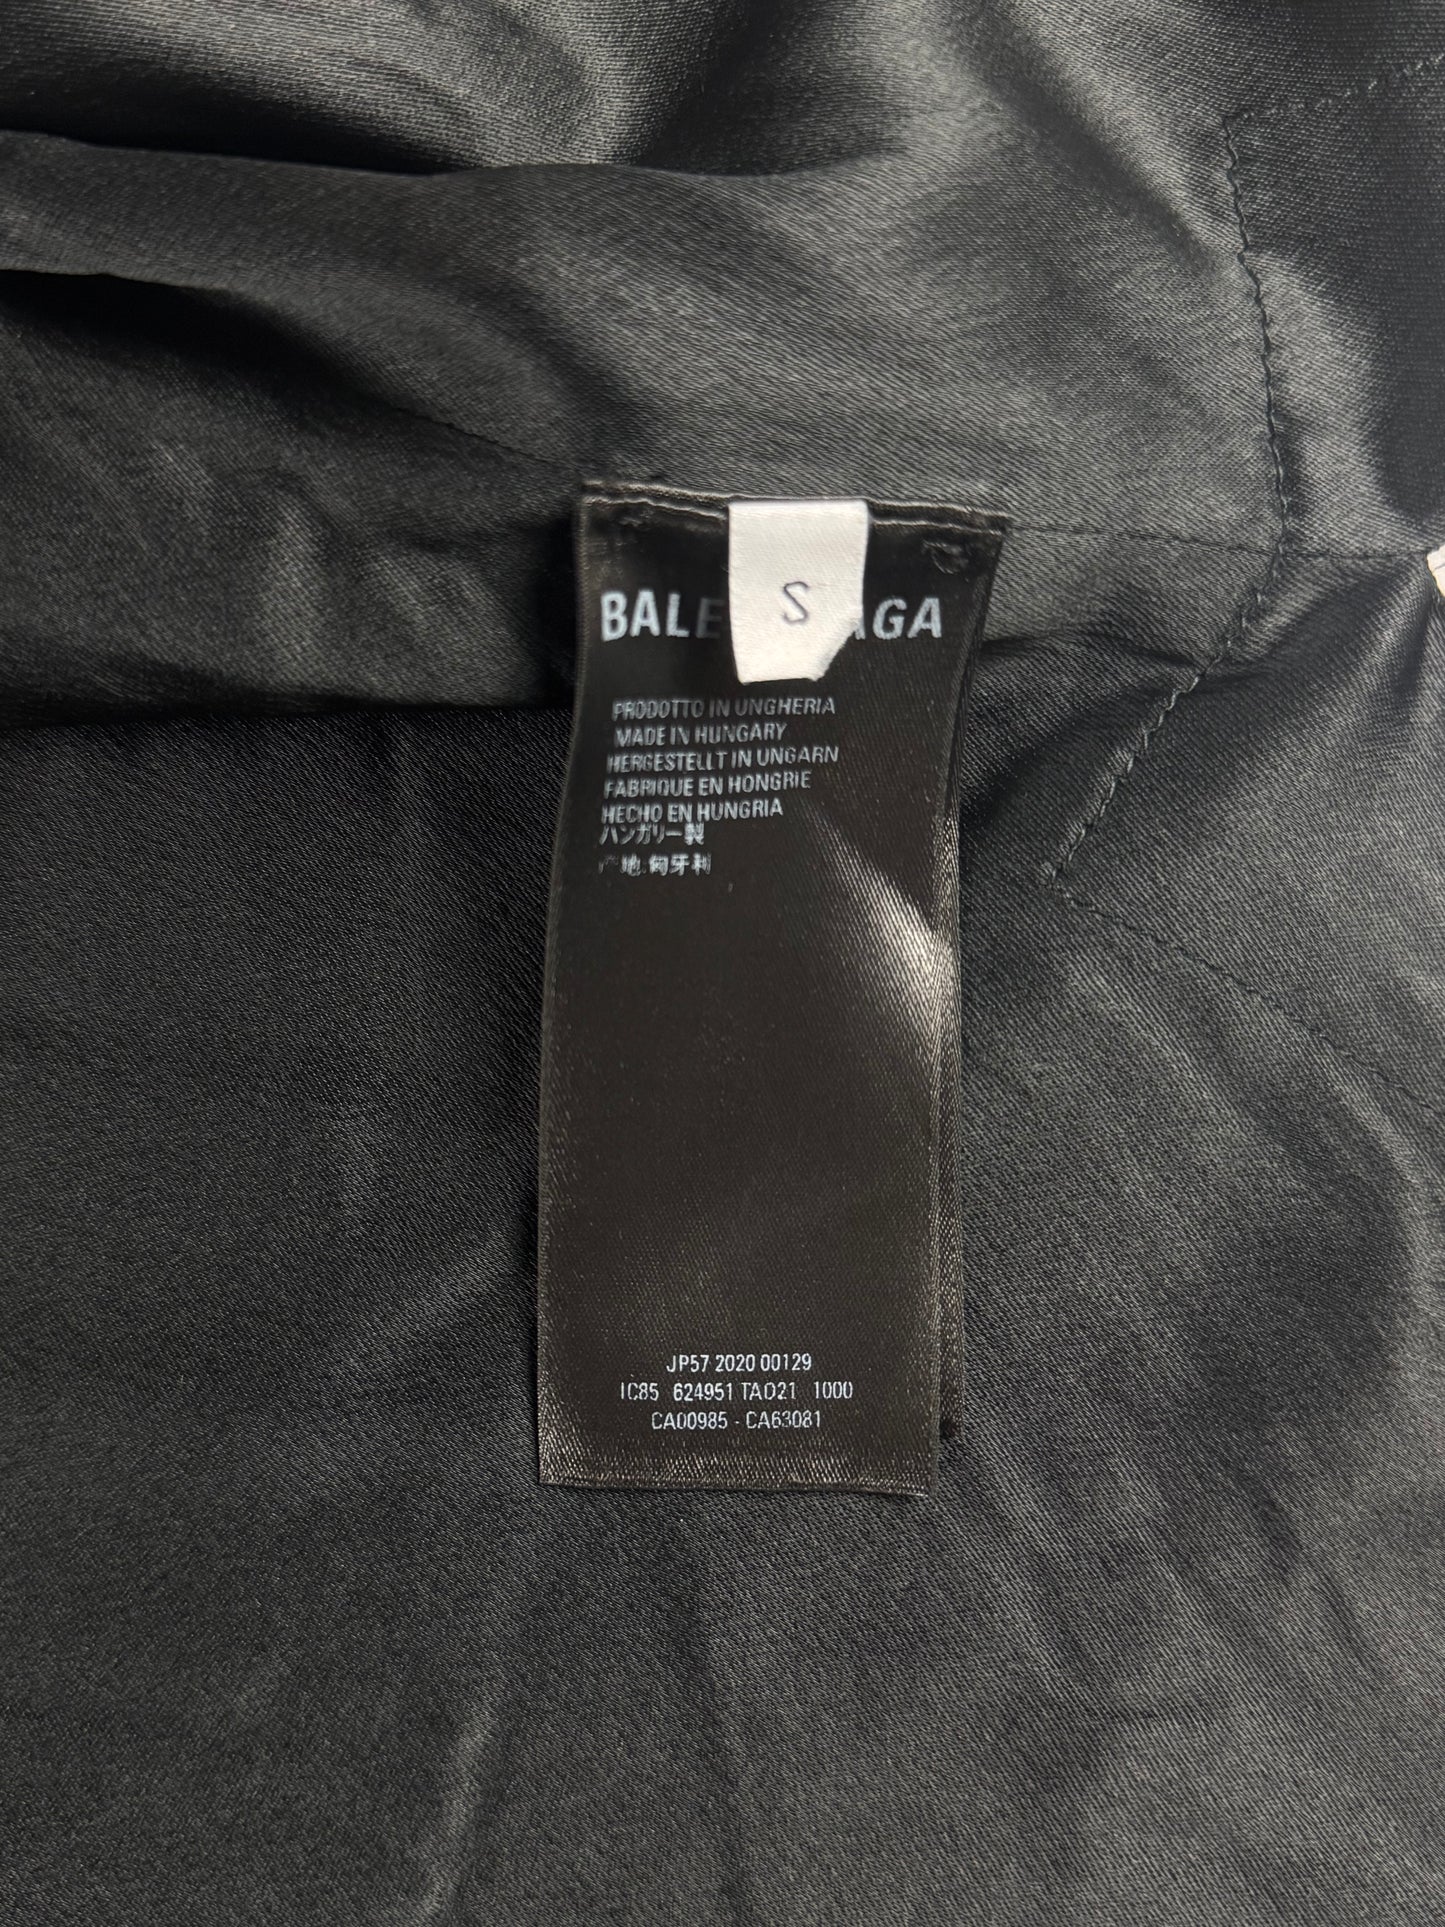 S
BALE AGA
PRODOTTO IN UNGHERIA
MADE IN HUNGARY
HERGESTELLT IN UNGARN
FABRIQUE EN HONGRIE
HECHO EN HUNGRIA
ハンガリー製
产地:匈牙利
JP57 2020 00129
IC85 624951 TAO21 1000
CA00985 - CA63081